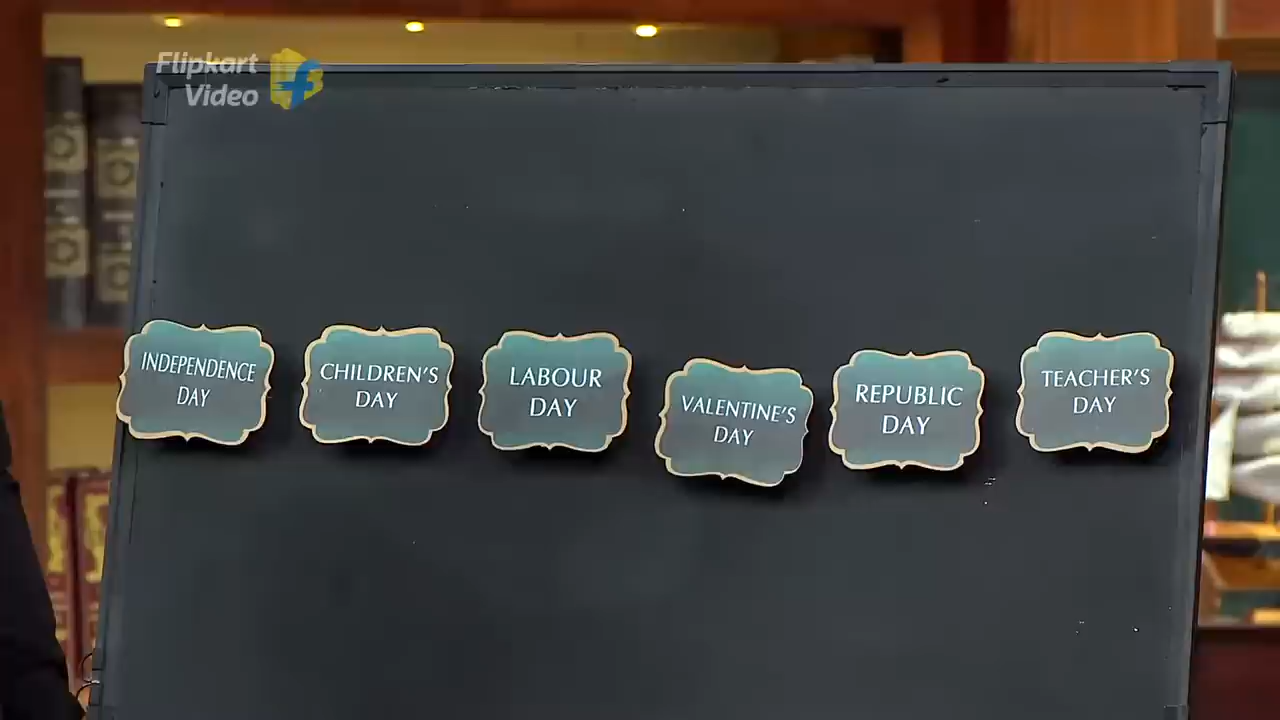 Flipkart
Video
INDEPENDENCE
DAY
CHILDREN'S
DAY
LABOUR
DAY
VALENTINE'S
DAY
REPUBLIC
DAY
TEACHER'S
DAY